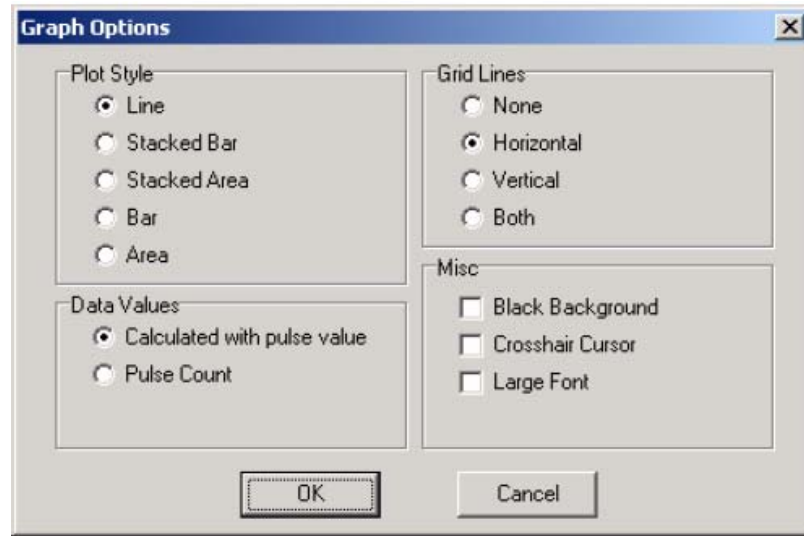 Graph Options
Plot Style
Line
Stacked Bar
Stacked Area
Bar
Area
Data Values
Calculated with pulse value
Pulse Count
Grid Lines
None
Horizontal
Vertical
Both
Misc
Black Background
Crosshair Cursor
Large Font
OK
Cancel